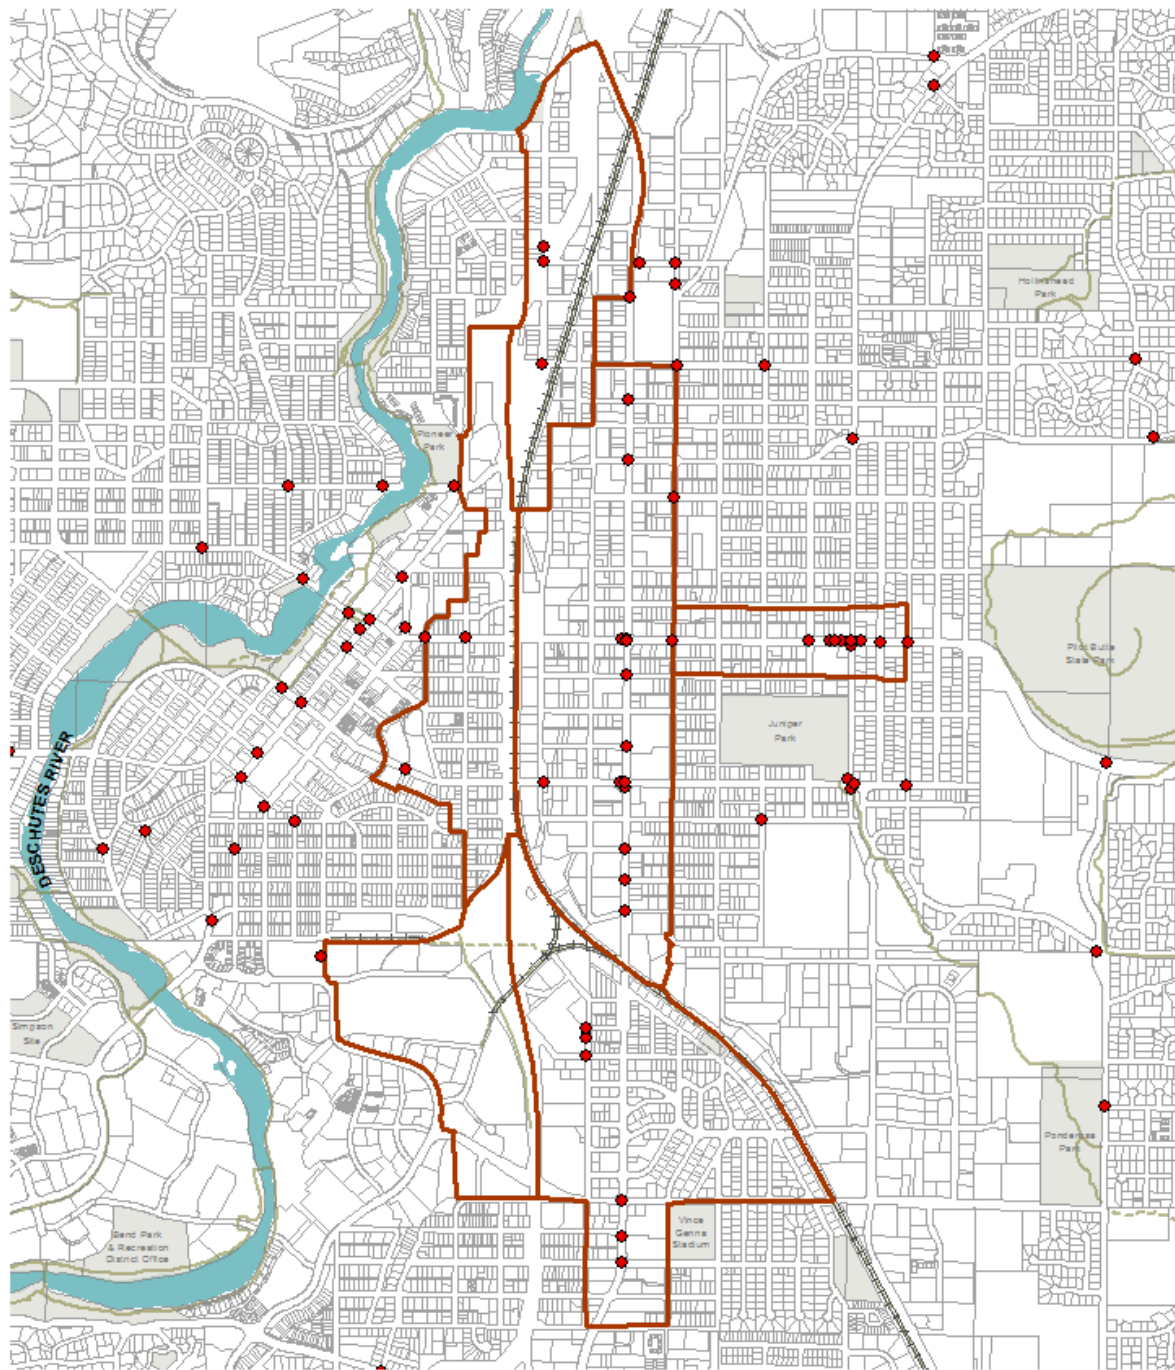 Hollinshead
Park
Pioneer
Park
Pilot Butte
State Park
Juniper
Park
DESCHUTES RIVER
Simpson
Site
Ponderosa
Park
Vince
Genna
Stadium
Bend Park
& Recreation
District Office